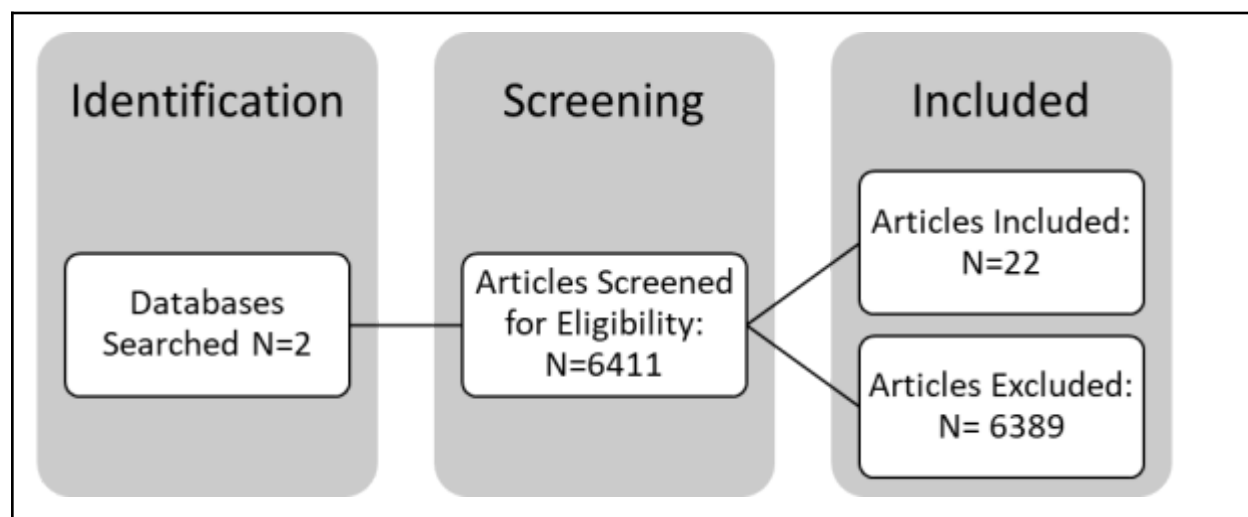 Identification
Databases
Searched N=2
Screening
Articles Screened
for Eligibility:
N=6411
Included
Articles Included:
N=22
Articles Excluded:
N= 6389